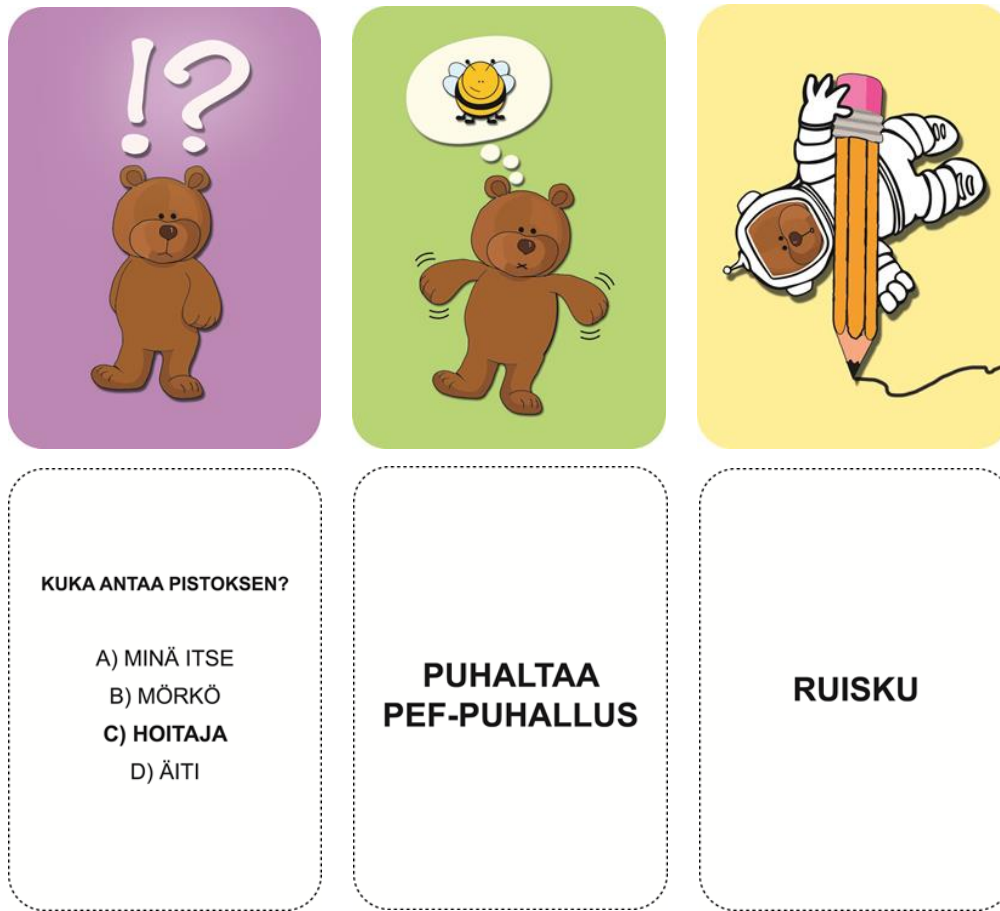 !?
KUKA ANTAA PISTOKSEN?
A) MINÄ ITSE
B) MÖRKÖ
C) HOITAJA
D) ÄITI
PUHALTAA
PEF-PUHALLUS
RUISKU